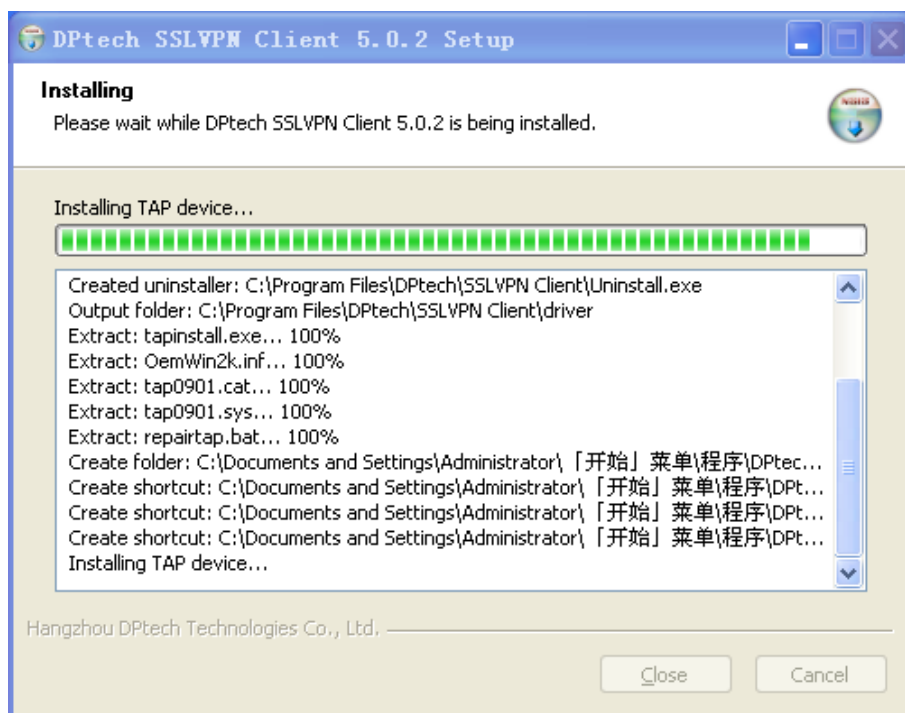 DPtech SSLVPN Client 5.0.2 Setup
Installing
Please wait while DPtech SSLVPN Client 5.0.2 is being installed.
Installing TAP device...
Created uninstaller: C:\Program Files\DPtech\SSLVPN Client\Uninstall.exe
Output folder: C:\Program Files\DPtech\SSLVPN Client\driver
Extract: tapinstall.exe... 100%
Extract: OemWin2k.inf... 100%
Extract: tap0901.cat... 100%
Extract: tap0901.sys... 100%
Extract: repairtap.bat... 100%
Create folder: C:\Documents and Settings\Administrator\「开始」菜单\程序\DPtec...
Create shortcut: C:\Documents and Settings\Administrator\「开始」菜单\程序\DPt...
Create shortcut: C:\Documents and Settings\Administrator\「开始」菜单\程序\DPt...
Create shortcut: C:\Documents and Settings\Administrator\「开始」菜单\程序\DPt...
Installing TAP device...
Hangzhou DPtech Technologies Co., Ltd.
Close
Cancel